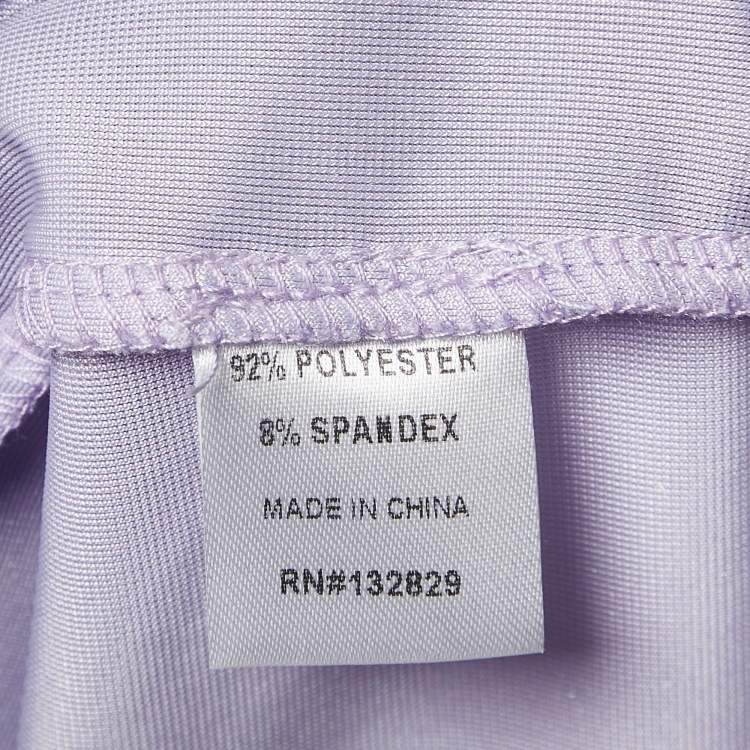 92% POLYESTER
8% SPANDEX
MADE IN CHINA
RN#132829